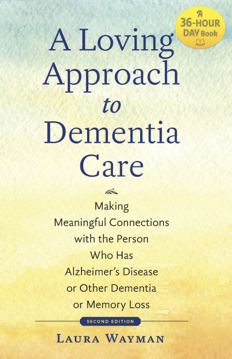 A
36-HOUR
DAY Book
A Loving
Approach
to
Dementia
Care
Making
Meaningful Connections
with the Person
Who Has
Alzheimer's Disease
or Other Dementia
or Memory Loss
SECOND EDITION
LAURA WAYMAN